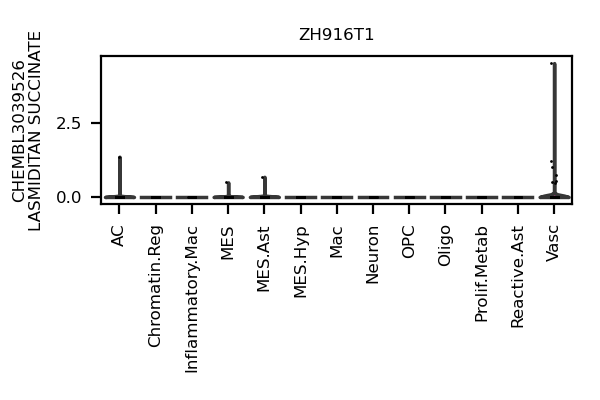 ZH916T1
CHEMBL3039526
LASMIDITAN SUCCINATE
2.5
0.0
AC
Chromatin.Reg
Inflammatory.Mac
MES
MES.Ast
MES.Hyp
Mac
Neuron
OPC
Oligo
Prolif.Metab
Reactive.Ast
Vasc